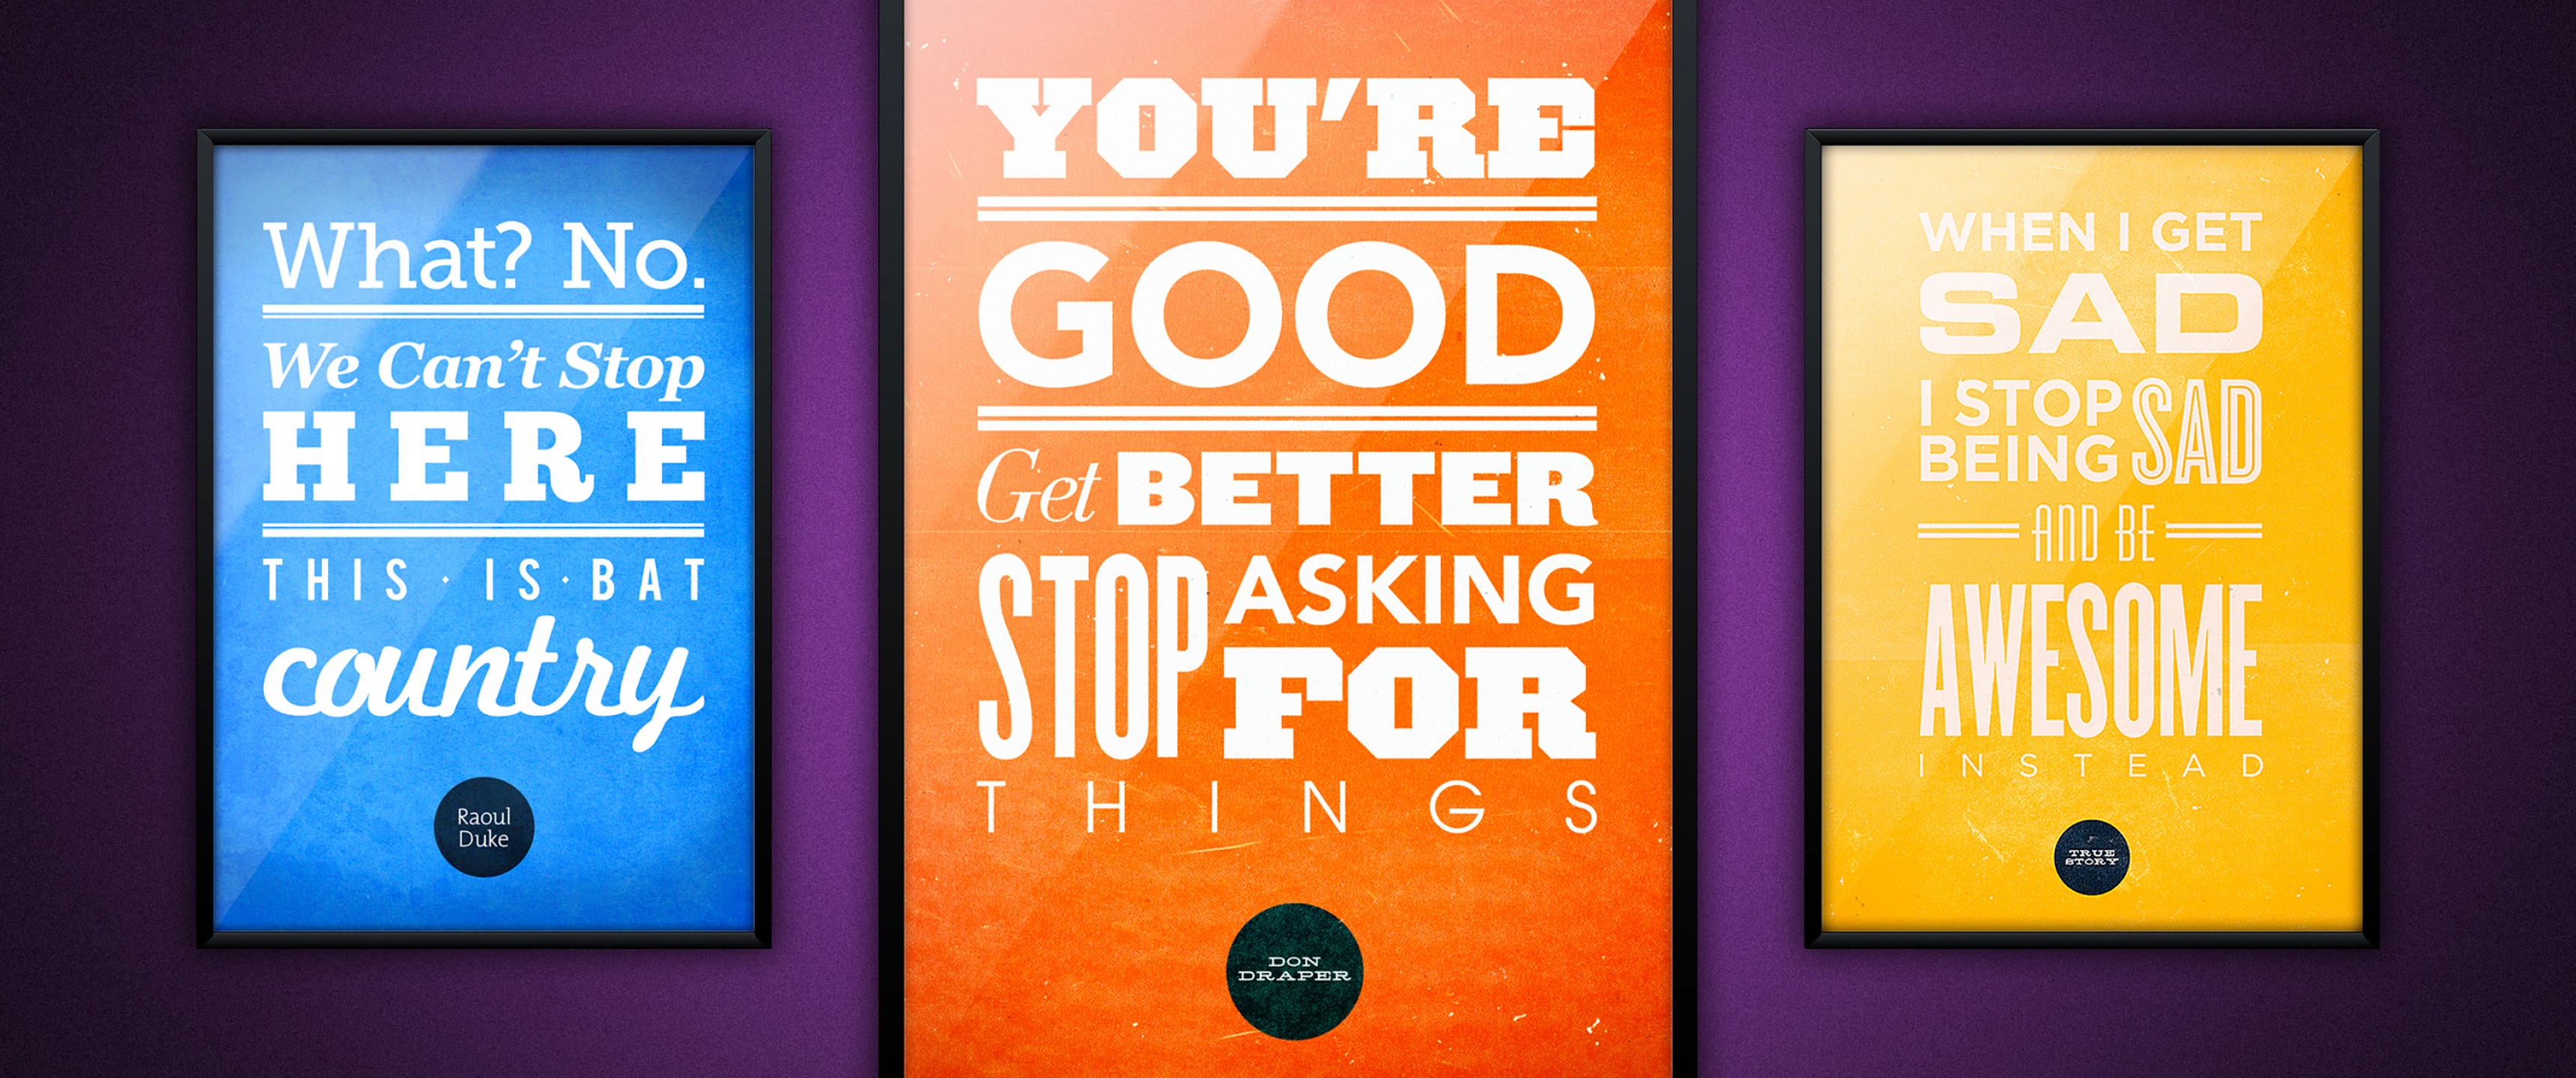 What? No.
We Can't Stop
HERE
THIS · IS · BAT
country
Raoul
Duke
YOU'RE
GOOD
Get BETTER
STOP ASKING
FOR
THINGS
DON
DRAPER
WHEN I GET
SAD
I STOP
BEING SAD
AND BE
AWESOME
INSTEAD
TRUE
STORY